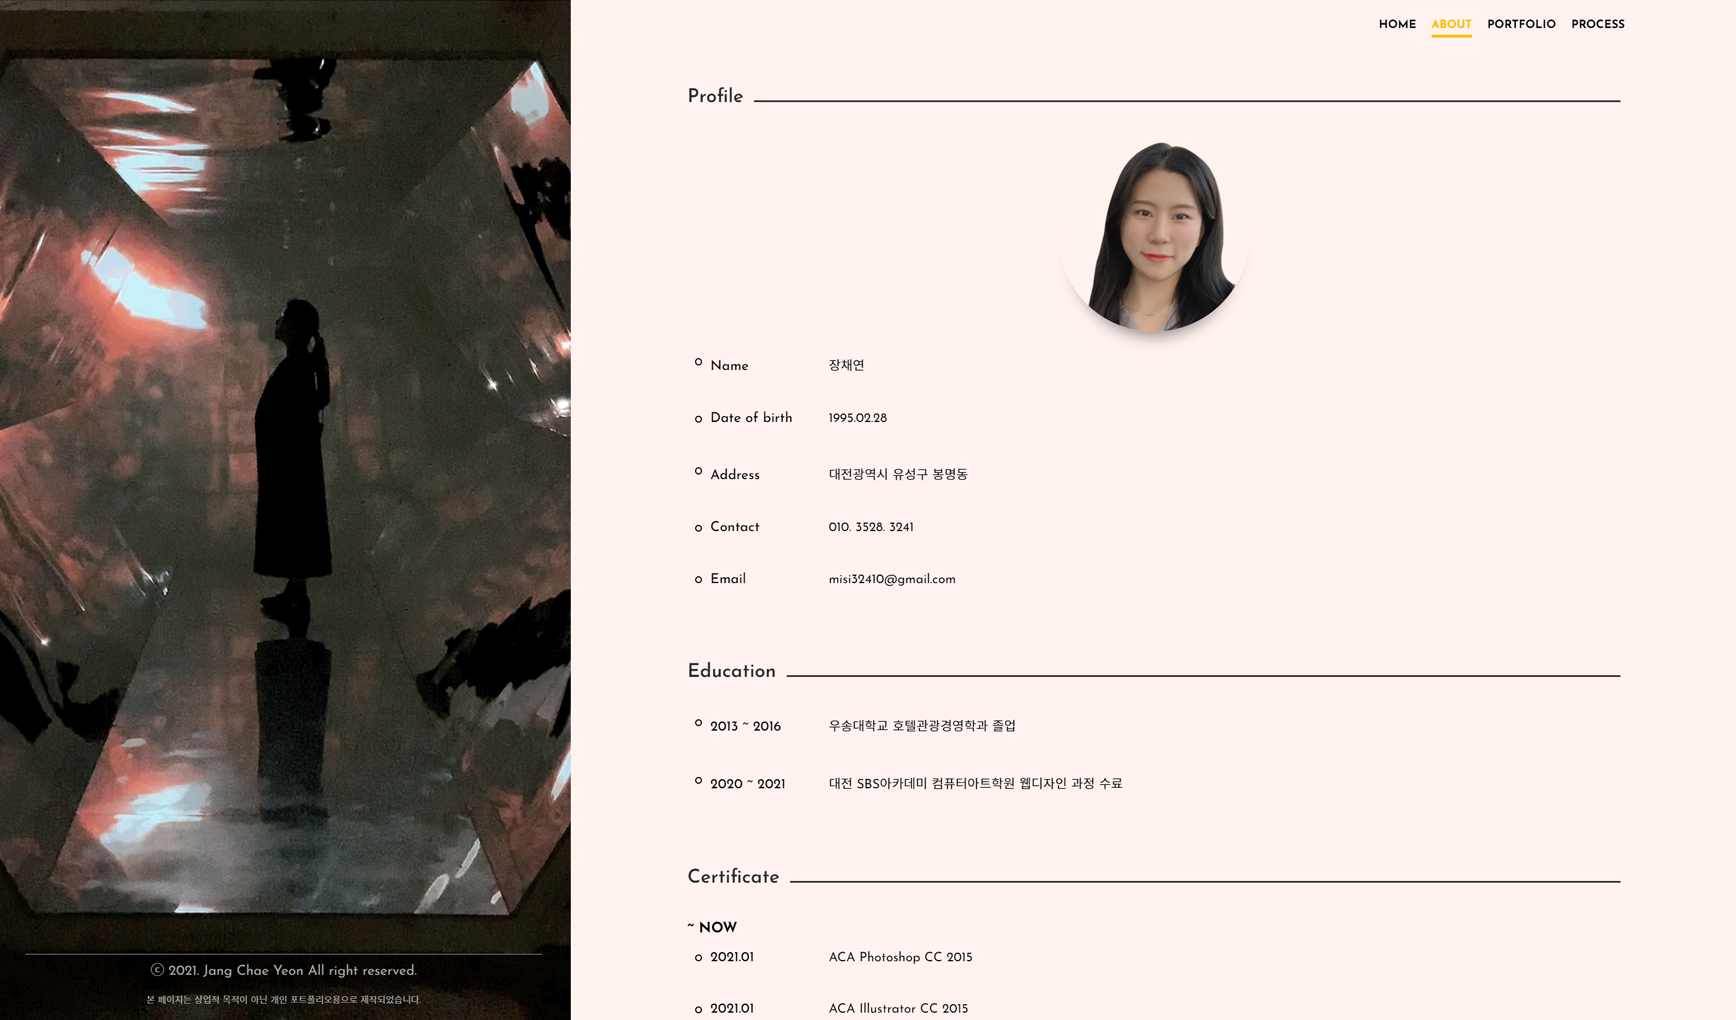 HOME ABOUT PORTFOLIO PROCESS
Profile
Name 장채연
Date of birth 1995.02.28
Address 대전광역시 유성구 봉명동
Contact 010. 3528. 3241
Email misi32410@gmail.com
Education
2013 ~ 2016 우송대학교 호텔관광경영학과 졸업
2020 ~ 2021 대전 SBS아카데미 컴퓨터아트학원 웹디자인 과정 수료
Certificate
~ NOW
2021.01 ACA Photoshop CC 2015
2021.01 ACA Illustrator CC 2015
ⓒ 2021. Jang Chae Yeon All right reserved.
본 페이지는 상업적 목적이 아닌 개인 포트폴리오용으로 제작되었습니다.